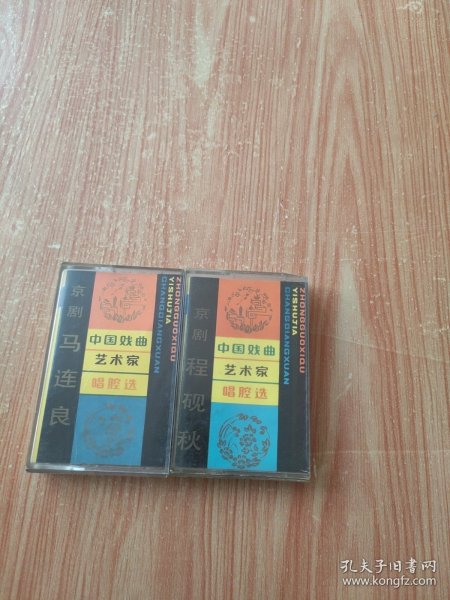 京剧 马连良
中国戏曲
艺术家
唱腔选
ZHONGGUOXIQU
YISHUJIA
CHANGQIANGXUAN
京剧 程砚秋
中国戏曲
艺术家
唱腔选
ZHONGGUOXIQU
YISHUJIA
CHANGQIANGXUAN
孔夫子旧书网
www.kongfz.com